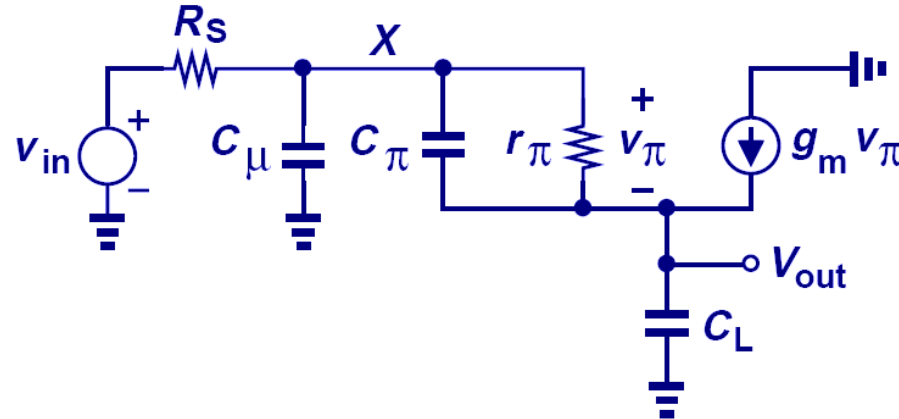 R_S
X
+
v_in
+
−
C_μ
C_π
r_π
+
v_π
−
g_m v_π
V_out
C_L